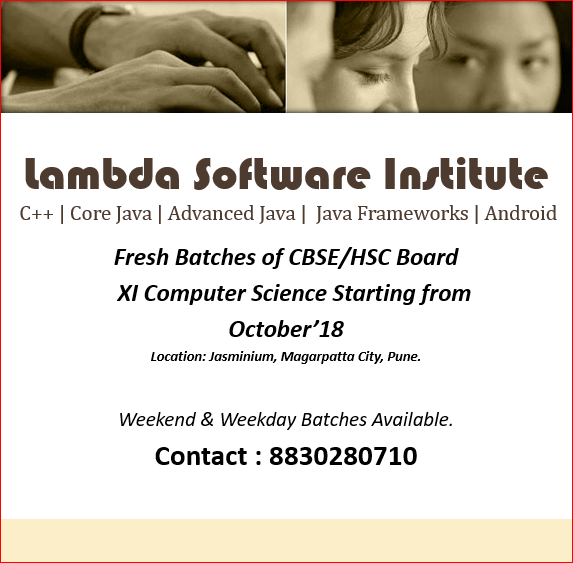 Lambda Software Institute
C++ | Core Java | Advanced Java | Java Frameworks | Android
Fresh Batches of CBSE/HSC Board
XI Computer Science Starting from
October’18
Location: Jasminium, Magarpatta City, Pune.
Weekend & Weekday Batches Available.
Contact : 8830280710